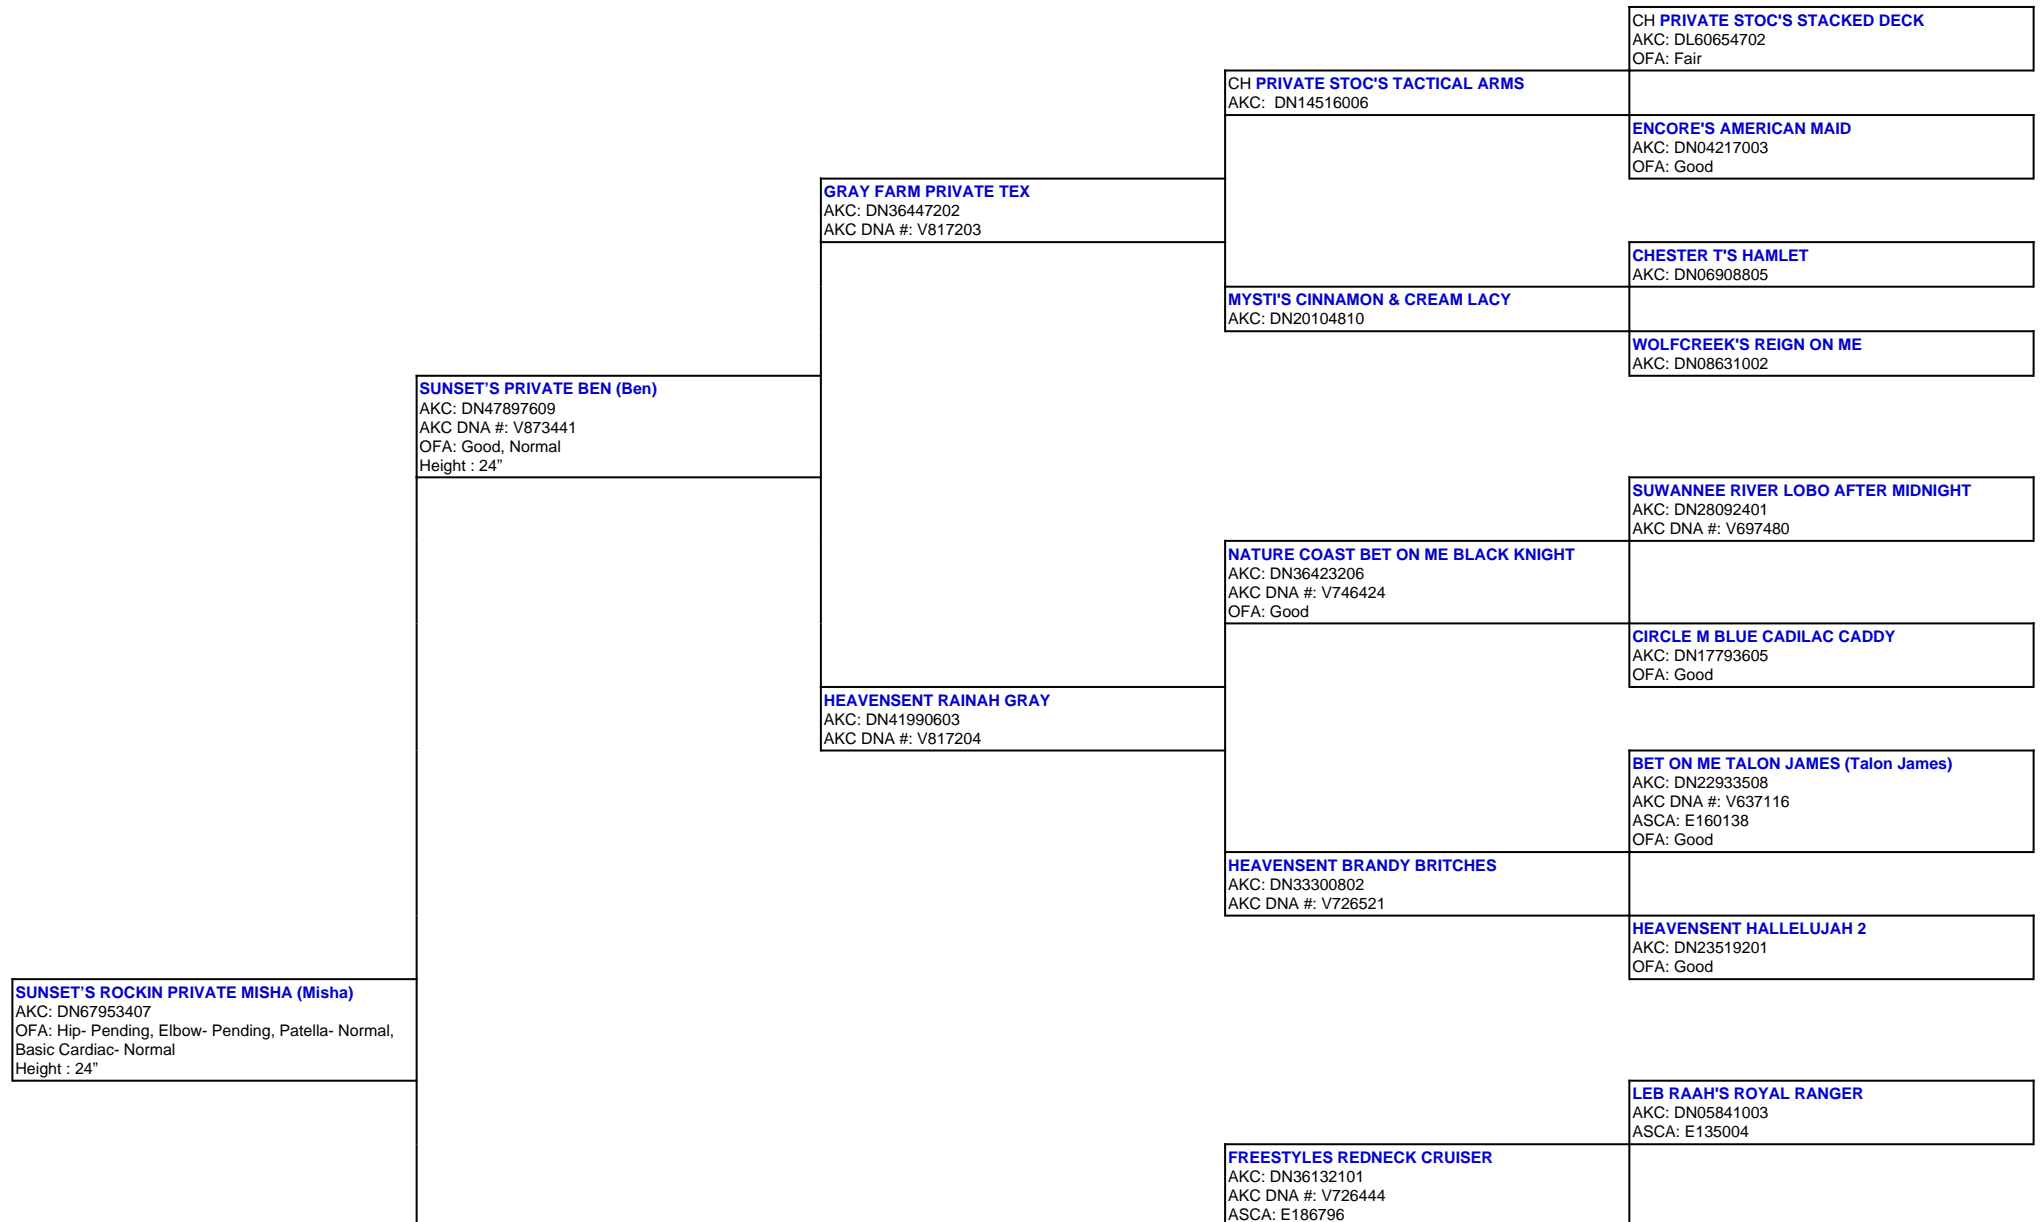 CH PRIVATE STOC'S STACKED DECK
AKC: DL60654702
OFA: Fair
CH PRIVATE STOC'S TACTICAL ARMS
AKC:  DN14516006
ENCORE'S AMERICAN MAID
AKC: DN04217003
OFA: Good
GRAY FARM PRIVATE TEX
AKC: DN36447202
AKC DNA #: V817203
CHESTER T'S HAMLET
AKC: DN06908805
MYSTI'S CINNAMON & CREAM LACY
AKC: DN20104810
WOLFCREEK'S REIGN ON ME
AKC: DN08631002
SUNSET’S PRIVATE BEN (Ben)
AKC: DN47897609
AKC DNA #: V873441
OFA: Good, Normal
Height : 24”
SUWANNEE RIVER LOBO AFTER MIDNIGHT
AKC: DN28092401
AKC DNA #: V697480
NATURE COAST BET ON ME BLACK KNIGHT
AKC: DN36423206
AKC DNA #: V746424
OFA: Good
CIRCLE M BLUE CADILAC CADDY
AKC: DN17793605
OFA: Good
HEAVENSENT RAINAH GRAY
AKC: DN41990603
AKC DNA #: V817204
BET ON ME TALON JAMES (Talon James)
AKC: DN22933508
AKC DNA #: V637116
ASCA: E160138
OFA: Good
HEAVENSENT BRANDY BRITCHES
AKC: DN33300802
AKC DNA #: V726521
HEAVENSENT HALLELUJAH 2
AKC: DN23519201
OFA: Good
SUNSET’S ROCKIN PRIVATE MISHA (Misha)
AKC: DN67953407
OFA: Hip- Pending, Elbow- Pending, Patella- Normal,
Basic Cardiac- Normal
Height : 24”
LEB RAAH'S ROYAL RANGER
AKC: DN05841003
ASCA: E135004
FREESTYLES REDNECK CRUISER
AKC: DN36132101
AKC DNA #: V726444
ASCA: E186796